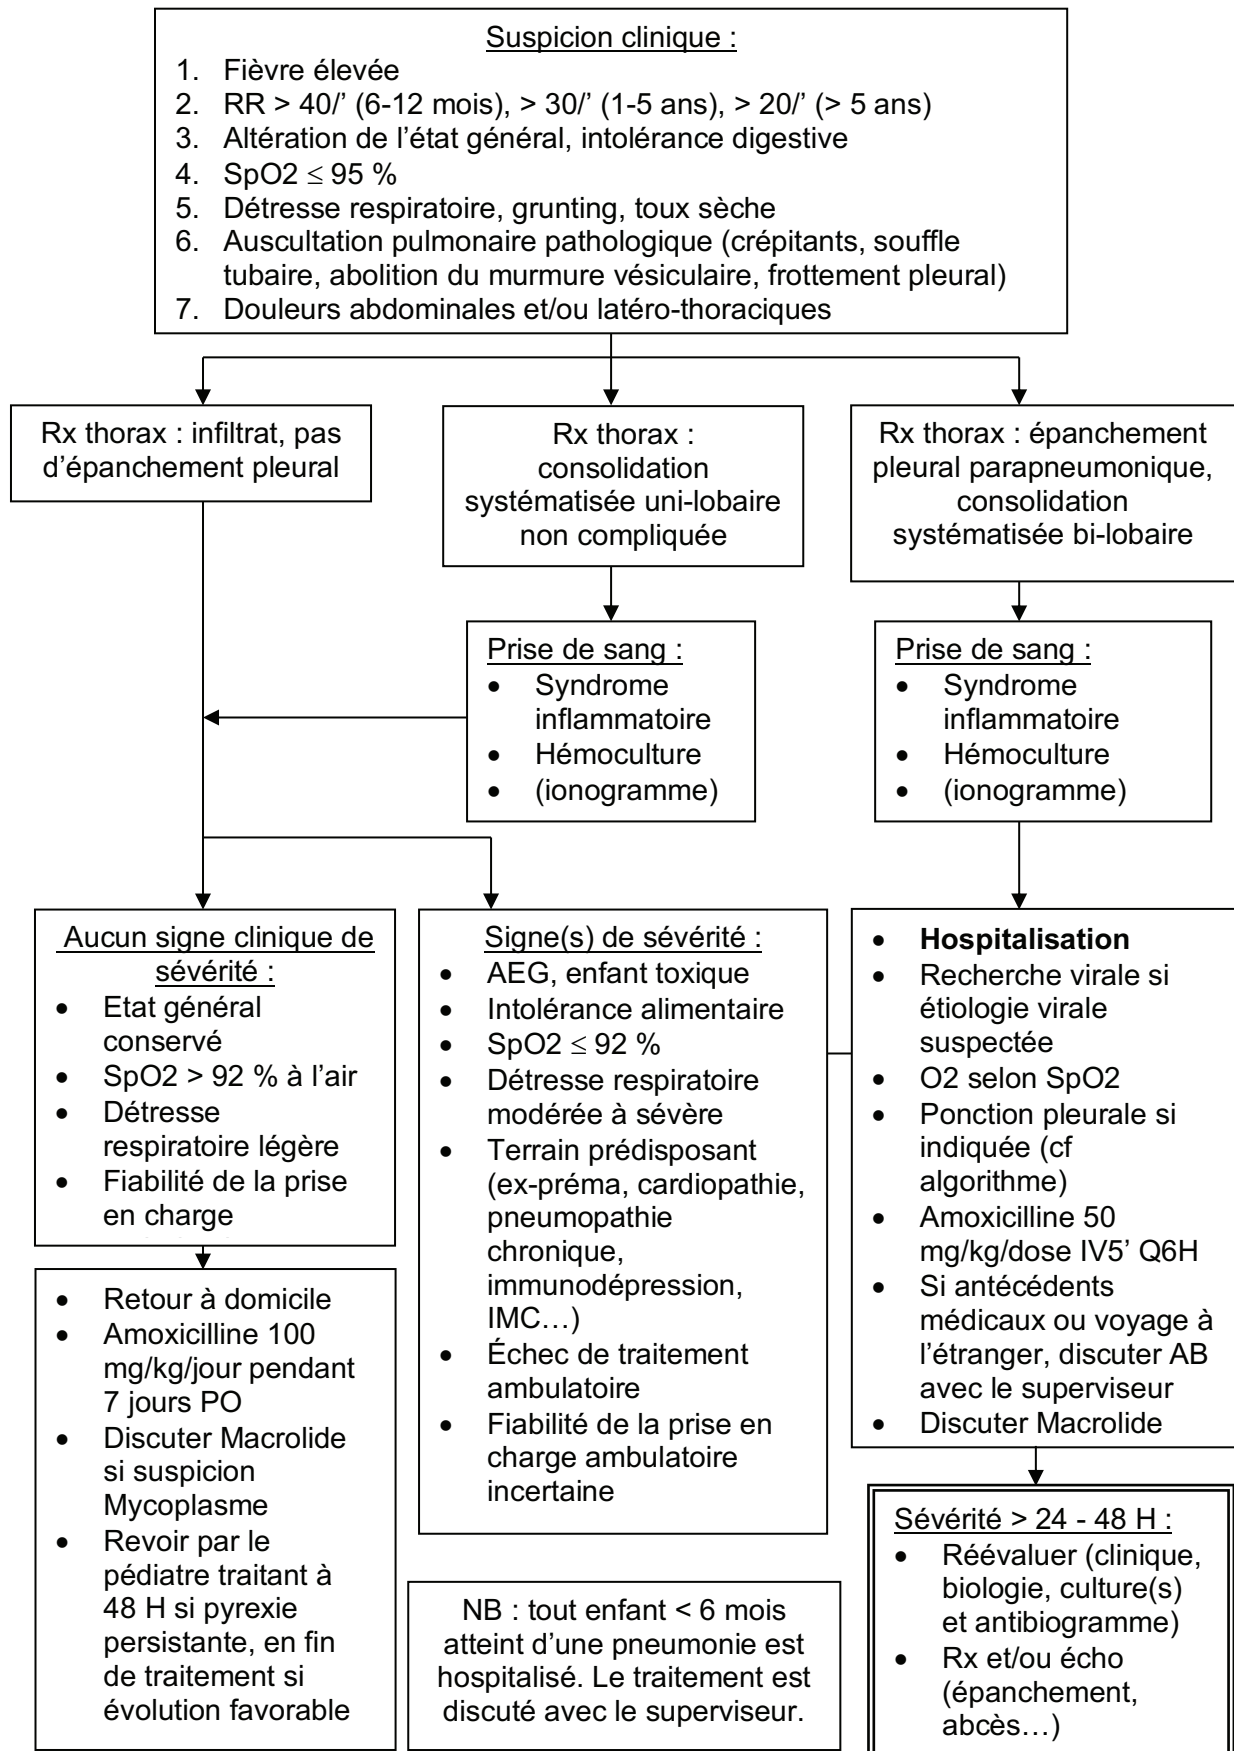 Suspicion clinique :
1. Fièvre élevée
2. RR > 40/’ (6-12 mois), > 30/’ (1-5 ans), > 20/’ (> 5 ans)
3. Altération de l’état général, intolérance digestive
4. SpO2 ≤ 95 %
5. Détresse respiratoire, grunting, toux sèche
6. Auscultation pulmonaire pathologique (crépitants, souffle
tubaire, abolition du murmure vésiculaire, frottement pleural)
7. Douleurs abdominales et/ou latéro-thoraciques
Rx thorax : infiltrat, pas
d’épanchement pleural
Rx thorax :
consolidation
systématisée uni-lobaire
non compliquée
Rx thorax : épanchement
pleural parapneumonique,
consolidation
systématisée bi-lobaire
Prise de sang :
• Syndrome
inflammatoire
• Hémoculture
• (ionogramme)
Prise de sang :
• Syndrome
inflammatoire
• Hémoculture
• (ionogramme)
Aucun signe clinique de
sévérité :
• Etat général
conservé
• SpO2 > 92 % à l’air
• Détresse
respiratoire légère
• Fiabilité de la prise
en charge
Signe(s) de sévérité :
• AEG, enfant toxique
• Intolérance alimentaire
• SpO2 ≤ 92 %
• Détresse respiratoire
modérée à sévère
• Terrain prédisposant
(ex-préma, cardiopathie,
pneumopathie
chronique,
immunodépression,
IMC…)
• Échec de traitement
ambulatoire
• Fiabilité de la prise en
charge ambulatoire
incertaine
• Hospitalisation
• Recherche virale si
étiologie virale
suspectée
• O2 selon SpO2
• Ponction pleurale si
indiquée (cf
algorithme)
• Amoxicilline 50
mg/kg/dose IV5’ Q6H
• Si antécédents
médicaux ou voyage à
l’étranger, discuter AB
avec le superviseur
• Discuter Macrolide
• Retour à domicile
• Amoxicilline 100
mg/kg/jour pendant
7 jours PO
• Discuter Macrolide
si suspicion
Mycoplasme
• Revoir par le
pédiatre traitant à
48 H si pyrexie
persistante, en fin
de traitement si
évolution favorable
NB : tout enfant < 6 mois
atteint d’une pneumonie est
hospitalisé. Le traitement est
discuté avec le superviseur.
Sévérité > 24 - 48 H :
• Réévaluer (clinique,
biologie, culture(s)
et antibiogramme)
• Rx et/ou écho
(épanchement,
abcès…)